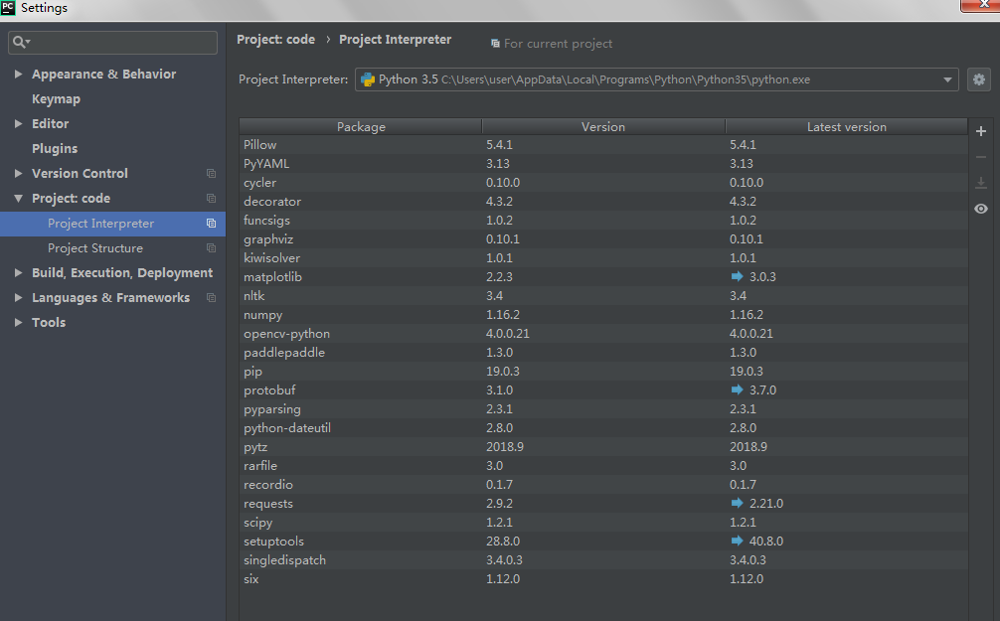 PC Settings
Project: code › Project Interpreter For current project
Project Interpreter: Python 3.5 C:\Users\user\AppData\Local\Programs\Python\Python35\python.exe
Appearance & Behavior
Keymap
Editor
Plugins
Version Control
Project: code
Project Interpreter
Project Structure
Build, Execution, Deployment
Languages & Frameworks
Tools
Package Version Latest version
Pillow 5.4.1 5.4.1
PyYAML 3.13 3.13
cycler 0.10.0 0.10.0
decorator 4.3.2 4.3.2
funcsigs 1.0.2 1.0.2
graphviz 0.10.1 0.10.1
kiwisolver 1.0.1 1.0.1
matplotlib 2.2.3 3.0.3
nltk 3.4 3.4
numpy 1.16.2 1.16.2
opencv-python 4.0.0.21 4.0.0.21
paddlepaddle 1.3.0 1.3.0
pip 19.0.3 19.0.3
protobuf 3.1.0 3.7.0
pyparsing 2.3.1 2.3.1
python-dateutil 2.8.0 2.8.0
pytz 2018.9 2018.9
rarfile 3.0 3.0
recordio 0.1.7 0.1.7
requests 2.9.2 2.21.0
scipy 1.2.1 1.2.1
setuptools 28.8.0 40.8.0
singledispatch 3.4.0.3 3.4.0.3
six 1.12.0 1.12.0